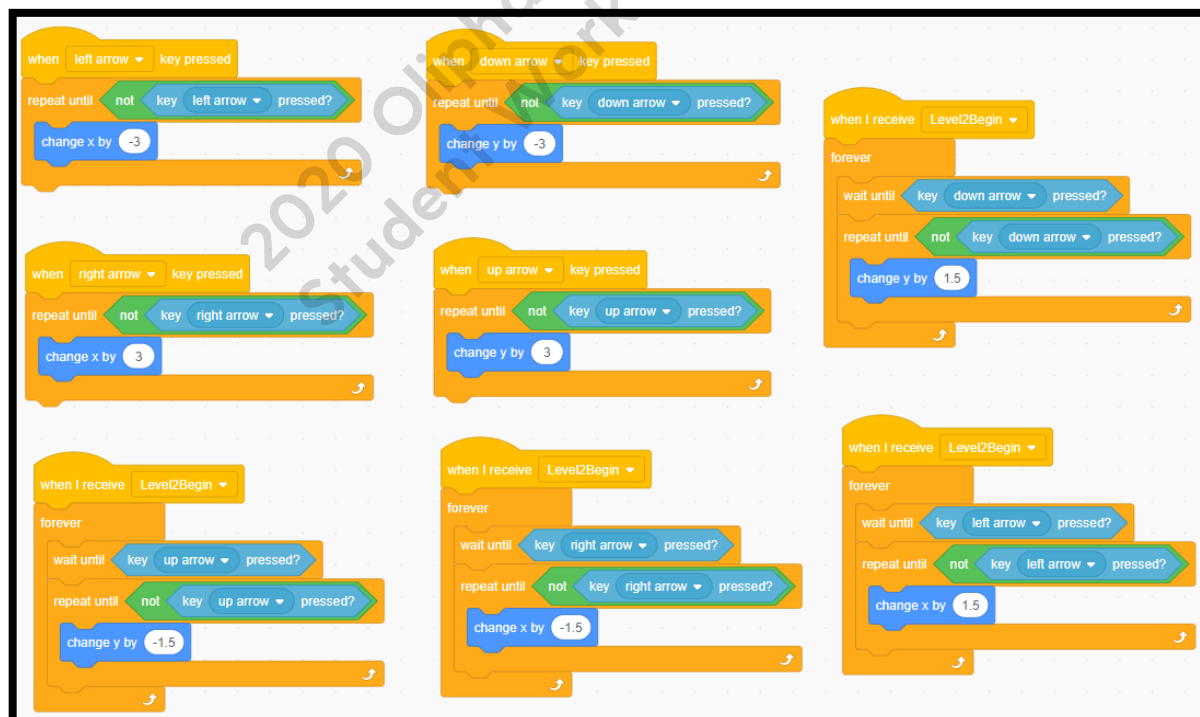 when left arrow key pressed
repeat until not key left arrow pressed?
change x by -3
when down arrow key pressed
repeat until not key down arrow pressed?
change y by -3
when I receive Level2Begin
forever
wait until key down arrow pressed?
repeat until not key down arrow pressed?
change y by 1.5
when right arrow key pressed
repeat until not key right arrow pressed?
change x by 3
when up arrow key pressed
repeat until not key up arrow pressed?
change y by 3
when I receive Level2Begin
forever
wait until key up arrow pressed?
repeat until not key up arrow pressed?
change y by -1.5
when I receive Level2Begin
forever
wait until key right arrow pressed?
repeat until not key right arrow pressed?
change x by -1.5
when I receive Level2Begin
forever
wait until key left arrow pressed?
repeat until not key left arrow pressed?
change x by 1.5
2020
Student Work